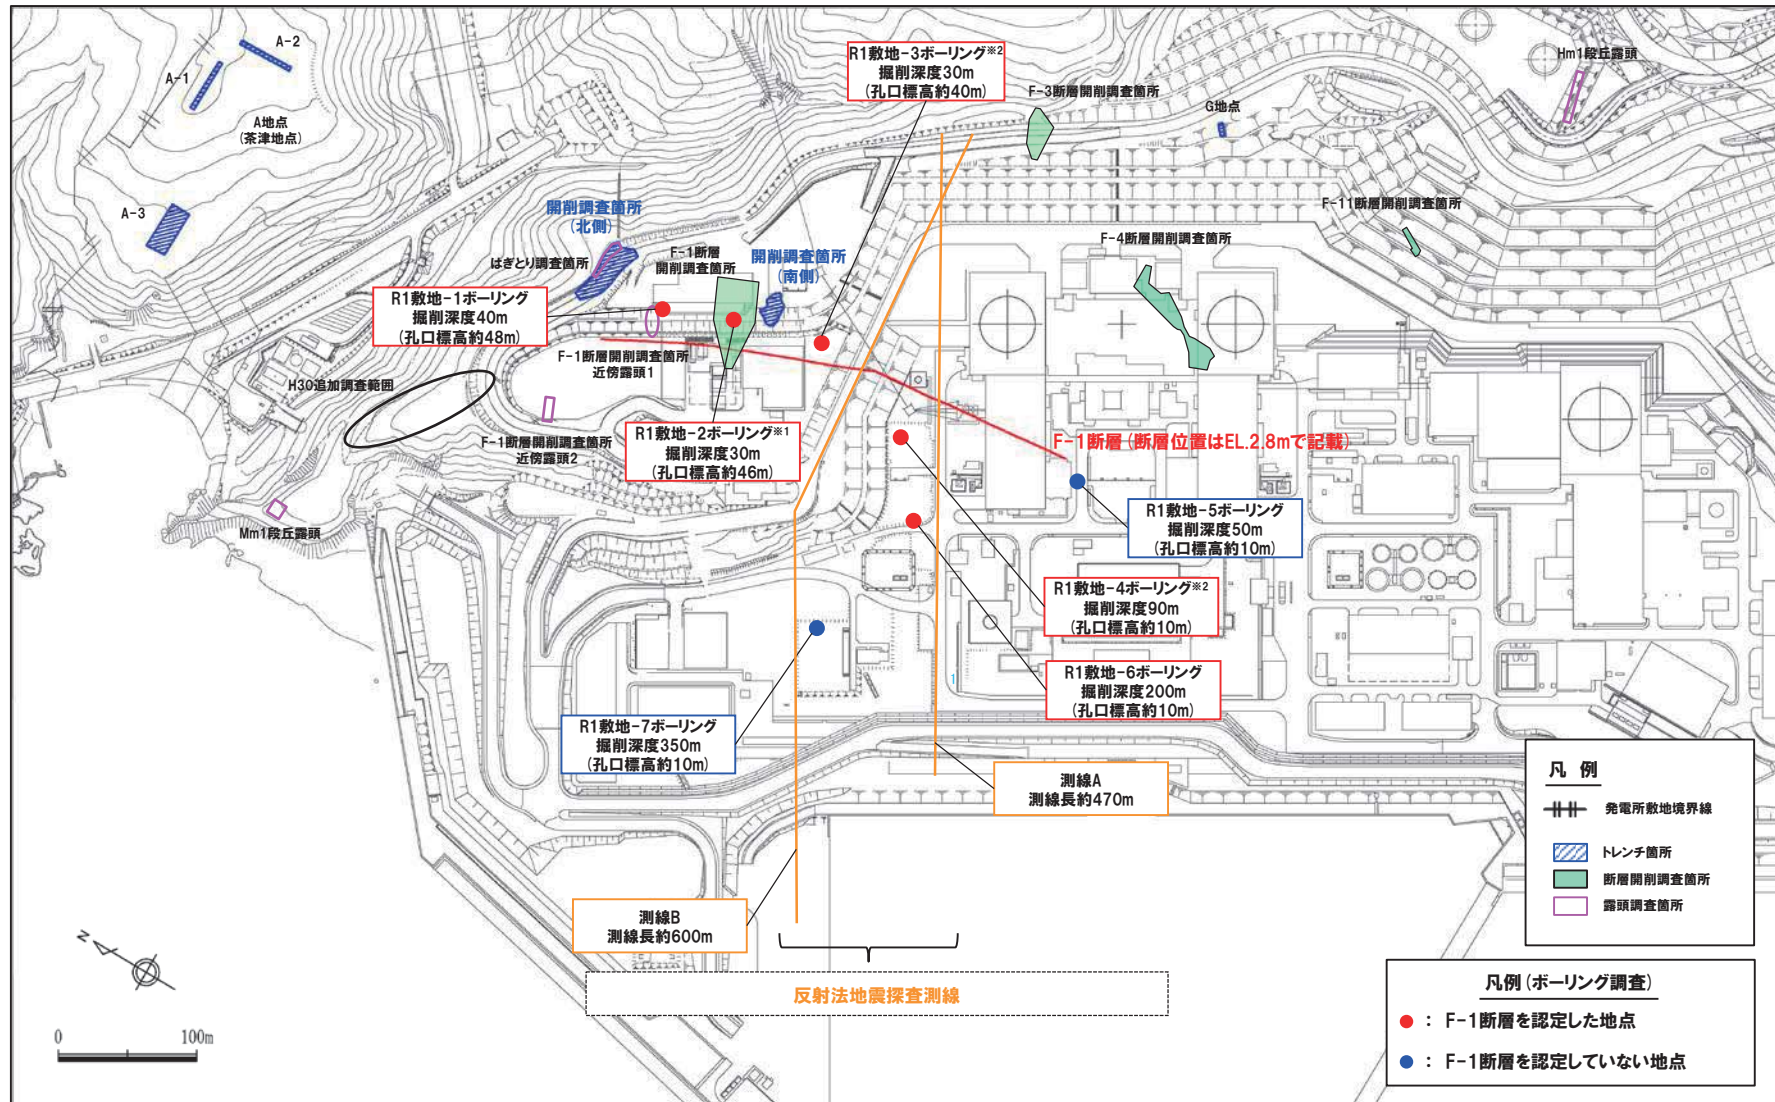 A-2
A-1
A地点
(茶津地点)
A-3
R1敷地-3ボーリング※2
掘削深度30m
(孔口標高約40m)
F-3断層開削調査箇所
G地点
Hm1段丘露頭
開削調査箇所
(北側)
はぎとり調査箇所
F-1断層
開削調査箇所
開削調査箇所
(南側)
F-11断層開削調査箇所
F-4断層開削調査箇所
R1敷地-1ボーリング
掘削深度40m
(孔口標高約48m)
F-1断層開削調査箇所
近傍露頭1
H30追加調査範囲
F-1断層開削調査箇所
近傍露頭2
R1敷地-2ボーリング※1
掘削深度30m
(孔口標高約46m)
F-1断層(断層位置はEL.2.8mで記載)
Mm1段丘露頭
R1敷地-5ボーリング
掘削深度50m
(孔口標高約10m)
R1敷地-4ボーリング※2
掘削深度90m
(孔口標高約10m)
R1敷地-6ボーリング
掘削深度200m
(孔口標高約10m)
R1敷地-7ボーリング
掘削深度350m
(孔口標高約10m)
測線A
測線長約470m
測線B
測線長約600m
反射法地震探査測線
N
0 100m
凡 例
発電所敷地境界線
トレンチ箇所
断層開削調査箇所
露頭調査箇所
凡例(ボーリング調査)
: F-1断層を認定した地点
: F-1断層を認定していない地点